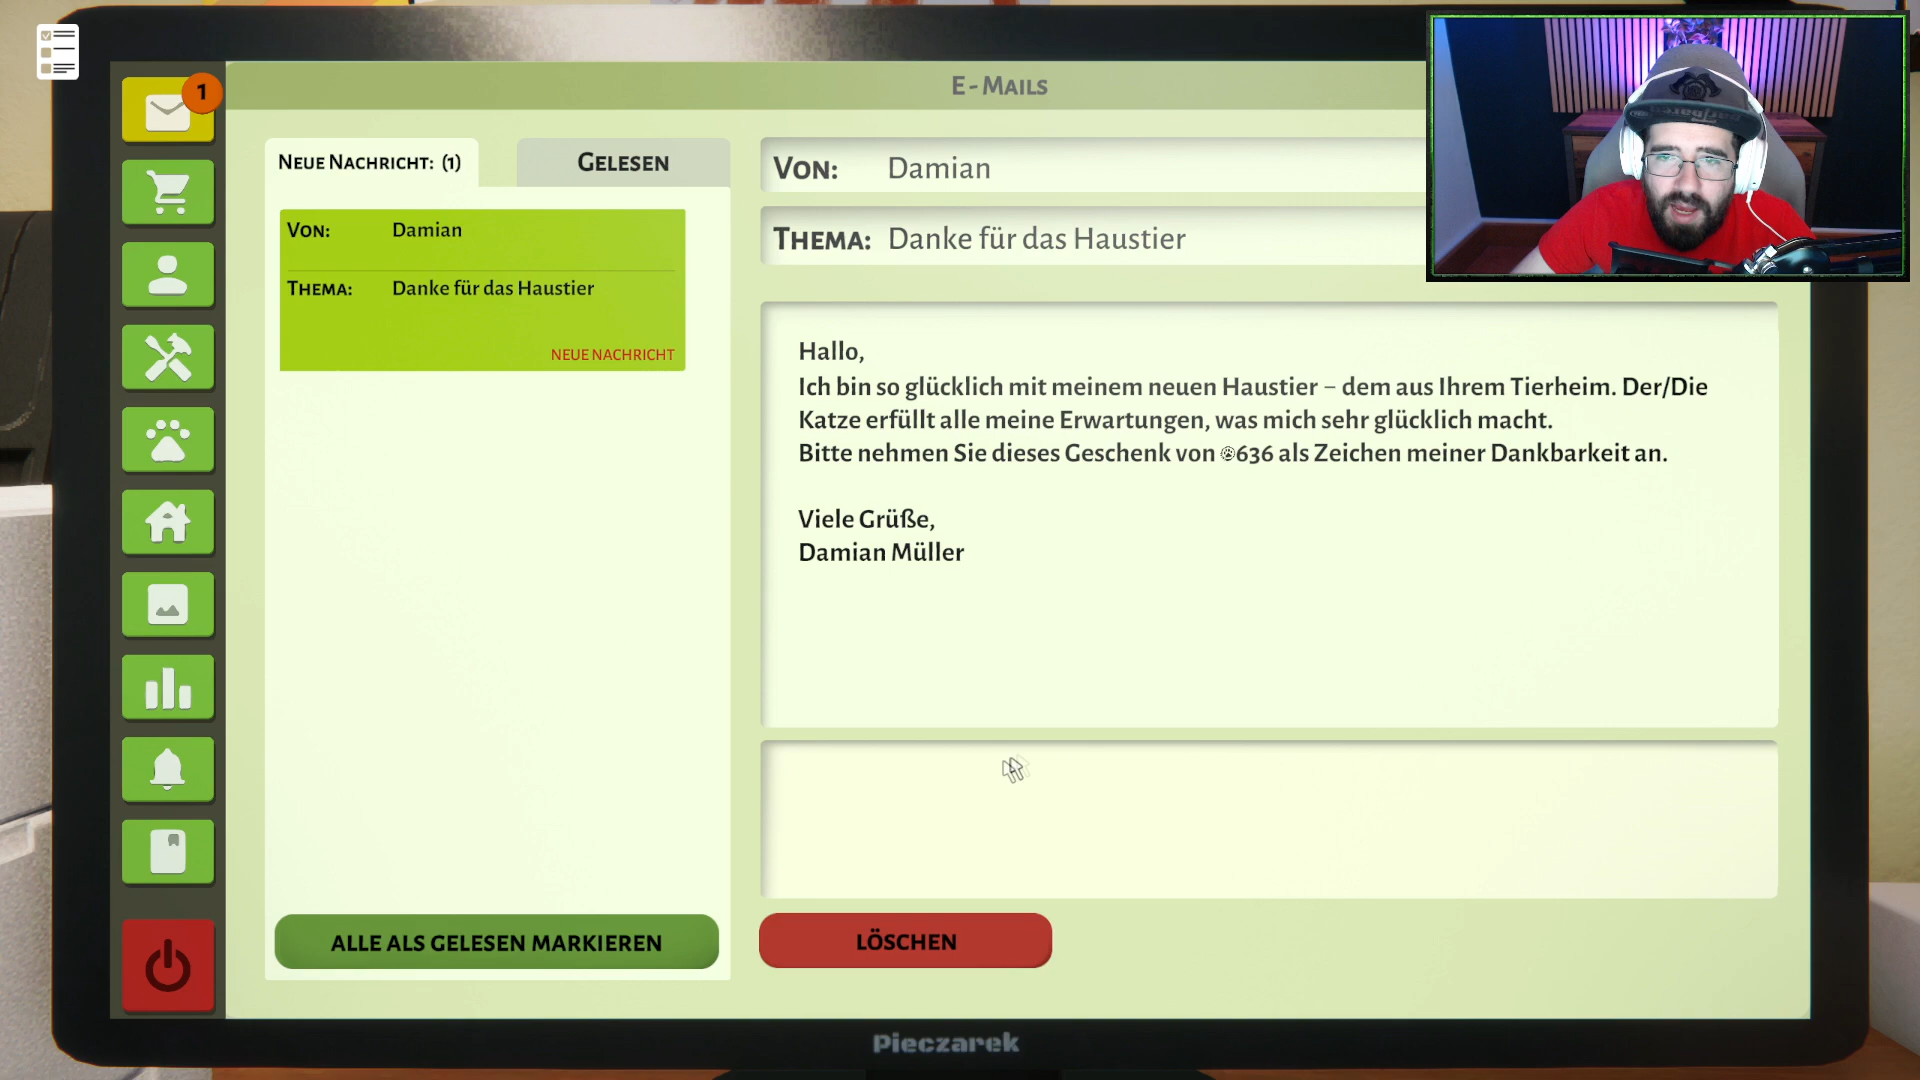 1
E-Mails
Neue Nachricht: (1)
Gelesen
Von: Damian
Thema: Danke für das Haustier
NEUE NACHRICHT
ALLE ALS GELESEN MARKIEREN
Von: Damian
Thema: Danke für das Haustier
Hallo,
Ich bin so glücklich mit meinem neuen Haustier – dem aus Ihrem Tierheim. Der/Die
Katze erfüllt alle meine Erwartungen, was mich sehr glücklich macht.
Bitte nehmen Sie dieses Geschenk von 636 als Zeichen meiner Dankbarkeit an.
Viele Grüße,
Damian Müller
LÖSCHEN
Pieczarek